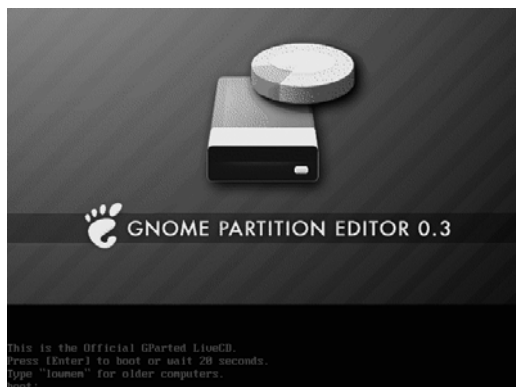 GNOME PARTITION EDITOR 0.3
This is the Official GParted LiveCD.
Press [Enter] to boot or wait 20 seconds.
Type "lowmem" for older computers.
boot: